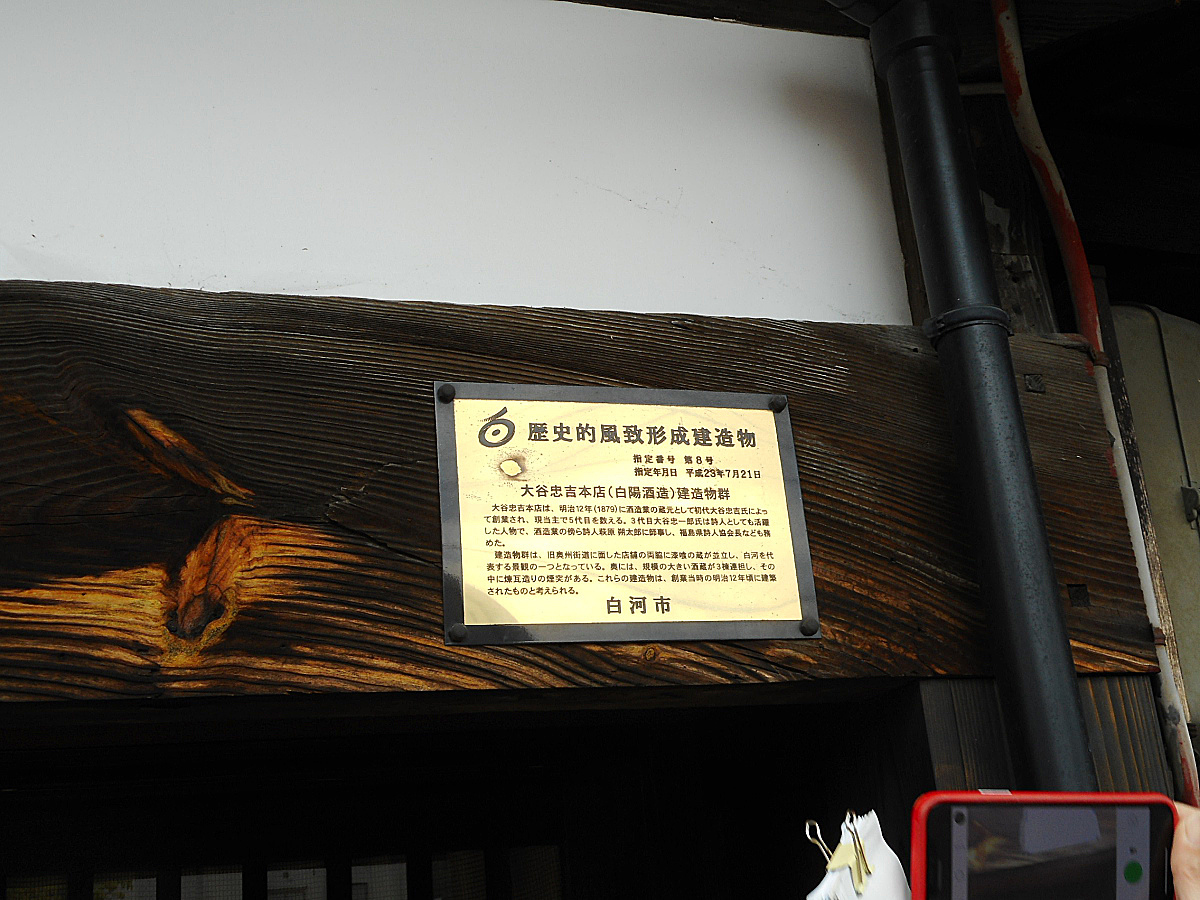 歴史的風致形成建造物
指定番号 第8号
指定年月日 平成23年7月21日
大谷忠吉本店(白陽酒造)建造物群
大谷忠吉本店は、明治12年(1879)に酒造業の蔵元として初代大谷忠吉氏によっ
て創業され、現当主で5代目を数える。3代目大谷忠一郎氏は詩人としても活躍
した人物で、酒造業の傍ら詩人萩原 朔太郎に師事し、福島県詩人協会長なども務
めた。
建造物群は、旧奥州街道に面した店舗の両脇に漆喰の蔵が並立し、白河を代
表する景観の一つとなっている。奥には、規模の大きい酒蔵が3棟連担し、その
中に煉瓦造りの煙突がある。これらの建造物は、創業当時の明治12年頃に建築
されたものと考えられる。
白河市